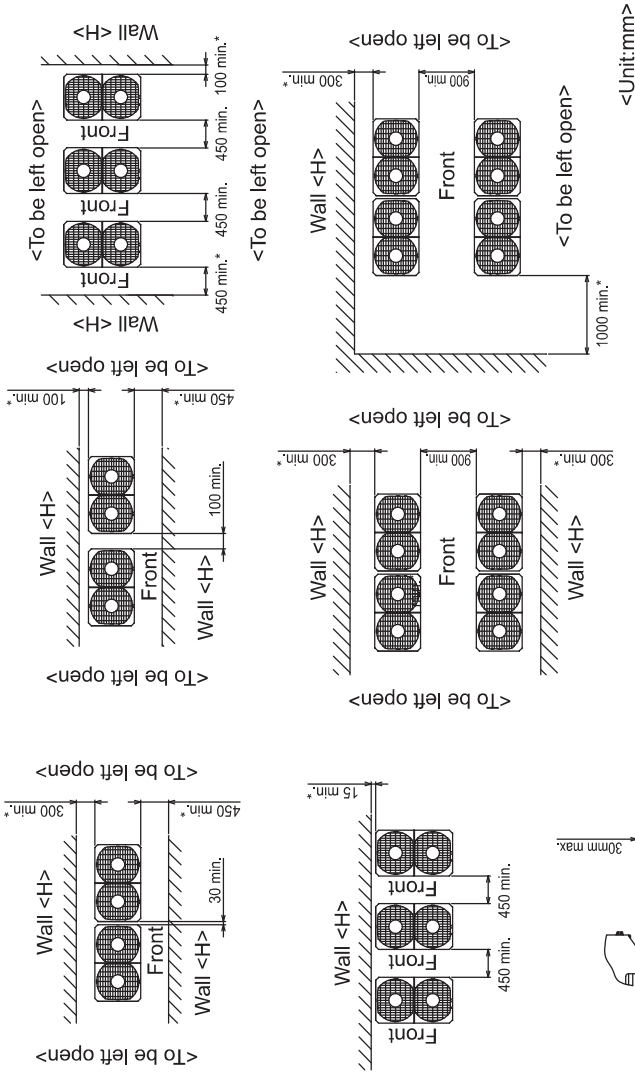 <To be left open>
Wall <H>
Wall <H>
Front
Front
Front
450 min.*
450 min.
450 min.
100 min.*
<To be left open>
<To be left open>
Wall <H>
100 min.*
450 min.*
Front
100 min.
Wall <H>
<To be left open>
<To be left open>
Wall <H>
300 min.*
450 min.*
Front
30 min.
Wall <H>
<To be left open>
<To be left open>
Wall <H>
300 min.*
900 min.
Front
1000 min.*
<To be left open>
<To be left open>
Wall <H>
300 min.*
900 min.
Front
300 min.*
Wall <H>
<To be left open>
Wall <H>
15 min.*
Front
Front
Front
450 min.
450 min.
30mm max.
<Unit:mm>